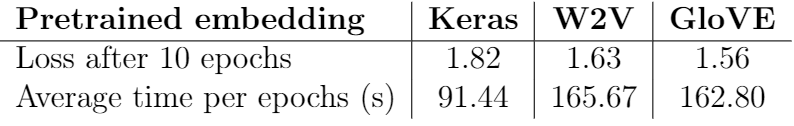 Pretrained embedding Keras W2V GloVE
Loss after 10 epochs 1.82 1.63 1.56
Average time per epochs (s) 91.44 165.67 162.80